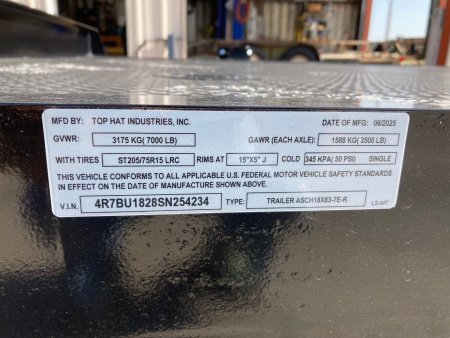 MFD BY: TOP HAT INDUSTRIES, INC. DATE OF MFG: 06/2025
GVWR: 3175 KG( 7000 LB) GAWR (EACH AXLE): 1588 KG( 3500 LB)
WITH TIRES ST205/75R15 LRC RIMS AT 15"X5" J COLD 345 KPA( 50 PSI) SINGLE
THIS VEHICLE CONFORMS TO ALL APPLICABLE U.S. FEDERAL MOTOR VEHICLE SAFETY STANDARDS
IN EFFECT ON THE DATE OF MANUFACTURE SHOWN ABOVE.
V.I.N. 4R7BU1828SN254234 TYPE: TRAILER ASCH18X83-7E-R LS-MT